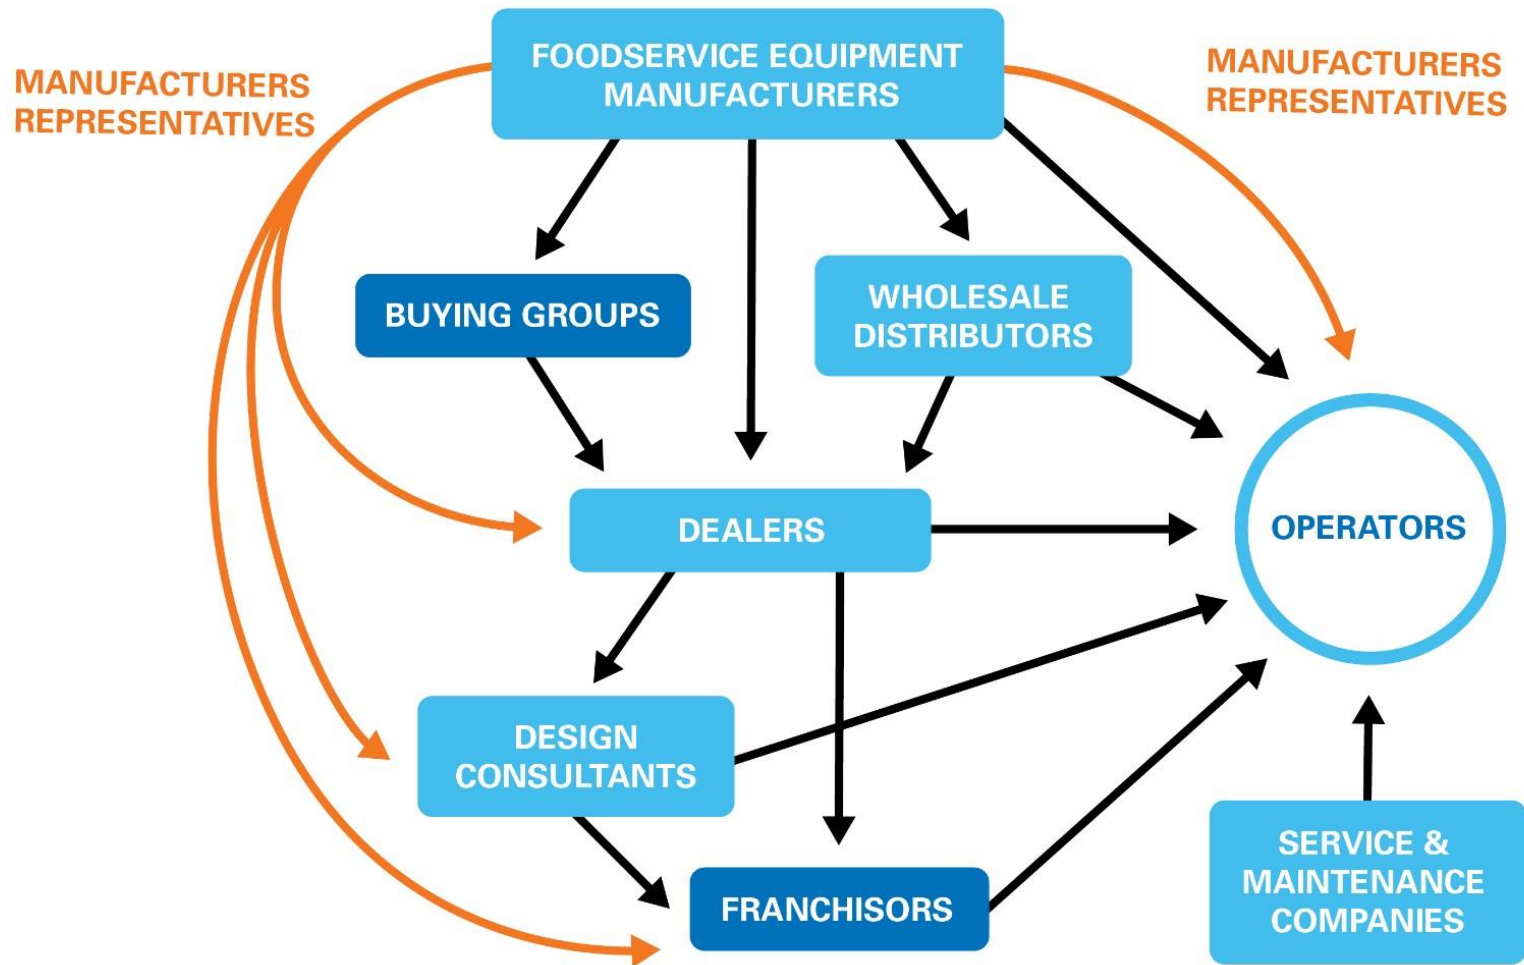 FOODSERVICE EQUIPMENT
MANUFACTURERS
MANUFACTURERS
REPRESENTATIVES
MANUFACTURERS
REPRESENTATIVES
BUYING GROUPS
WHOLESALE
DISTRIBUTORS
DEALERS
OPERATORS
DESIGN
CONSULTANTS
FRANCHISORS
SERVICE &
MAINTENANCE
COMPANIES